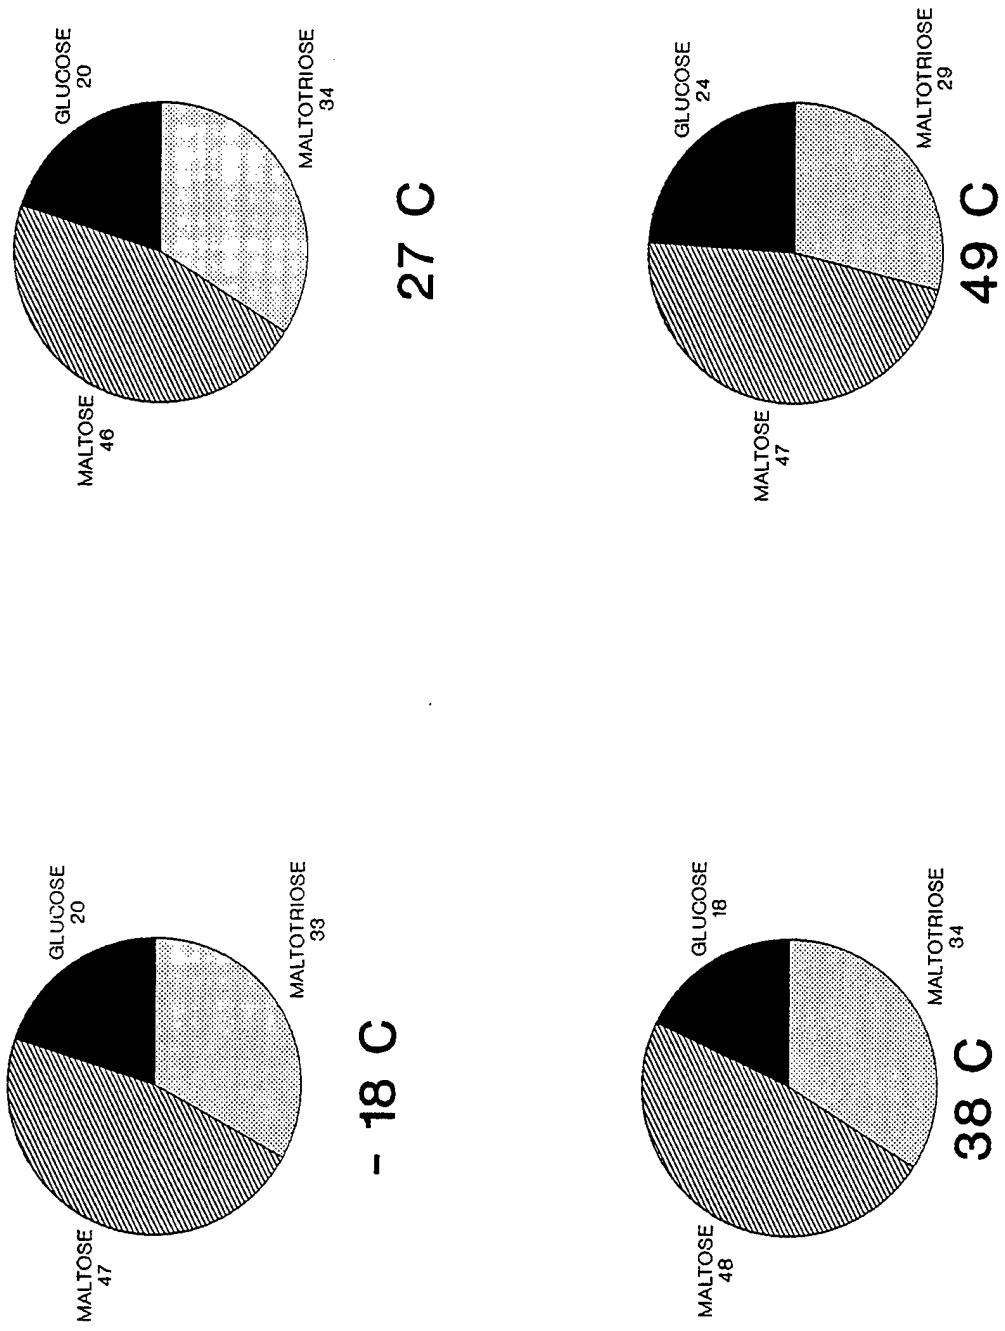 GLUCOSE
20
MALTOSE
47
MALTOTRIOSE
33
- 18 C
GLUCOSE
20
MALTOSE
46
MALTOTRIOSE
34
27 C
GLUCOSE
18
MALTOSE
48
MALTOTRIOSE
34
38 C
GLUCOSE
24
MALTOSE
47
MALTOTRIOSE
29
49 C